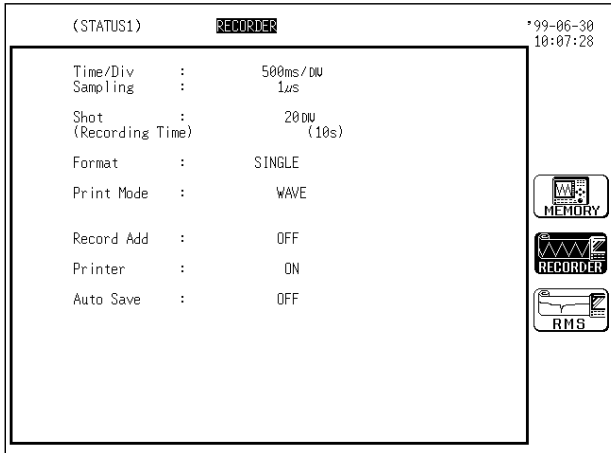 (STATUS1) RECORDER '99-06-30
10:07:28
Time/Div : 500ms/DIV
Sampling : 1µs
Shot : 20DIV
(Recording Time) (10s)
Format : SINGLE
Print Mode : WAVE
Record Add : OFF
Printer : ON
Auto Save : OFF
MEMORY
RECORDER
RMS